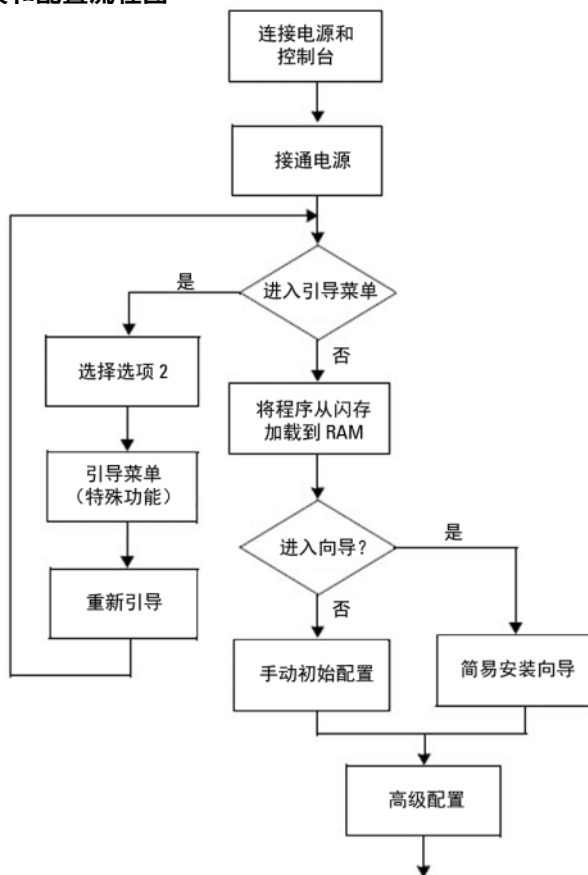 连接电源和
控制台
接通电源
进入引导菜单
是
否
选择选项 2
将程序从闪存
加载到 RAM
引导菜单
（特殊功能）
进入向导？
是
重新引导
否
手动初始配置
简易安装向导
高级配置